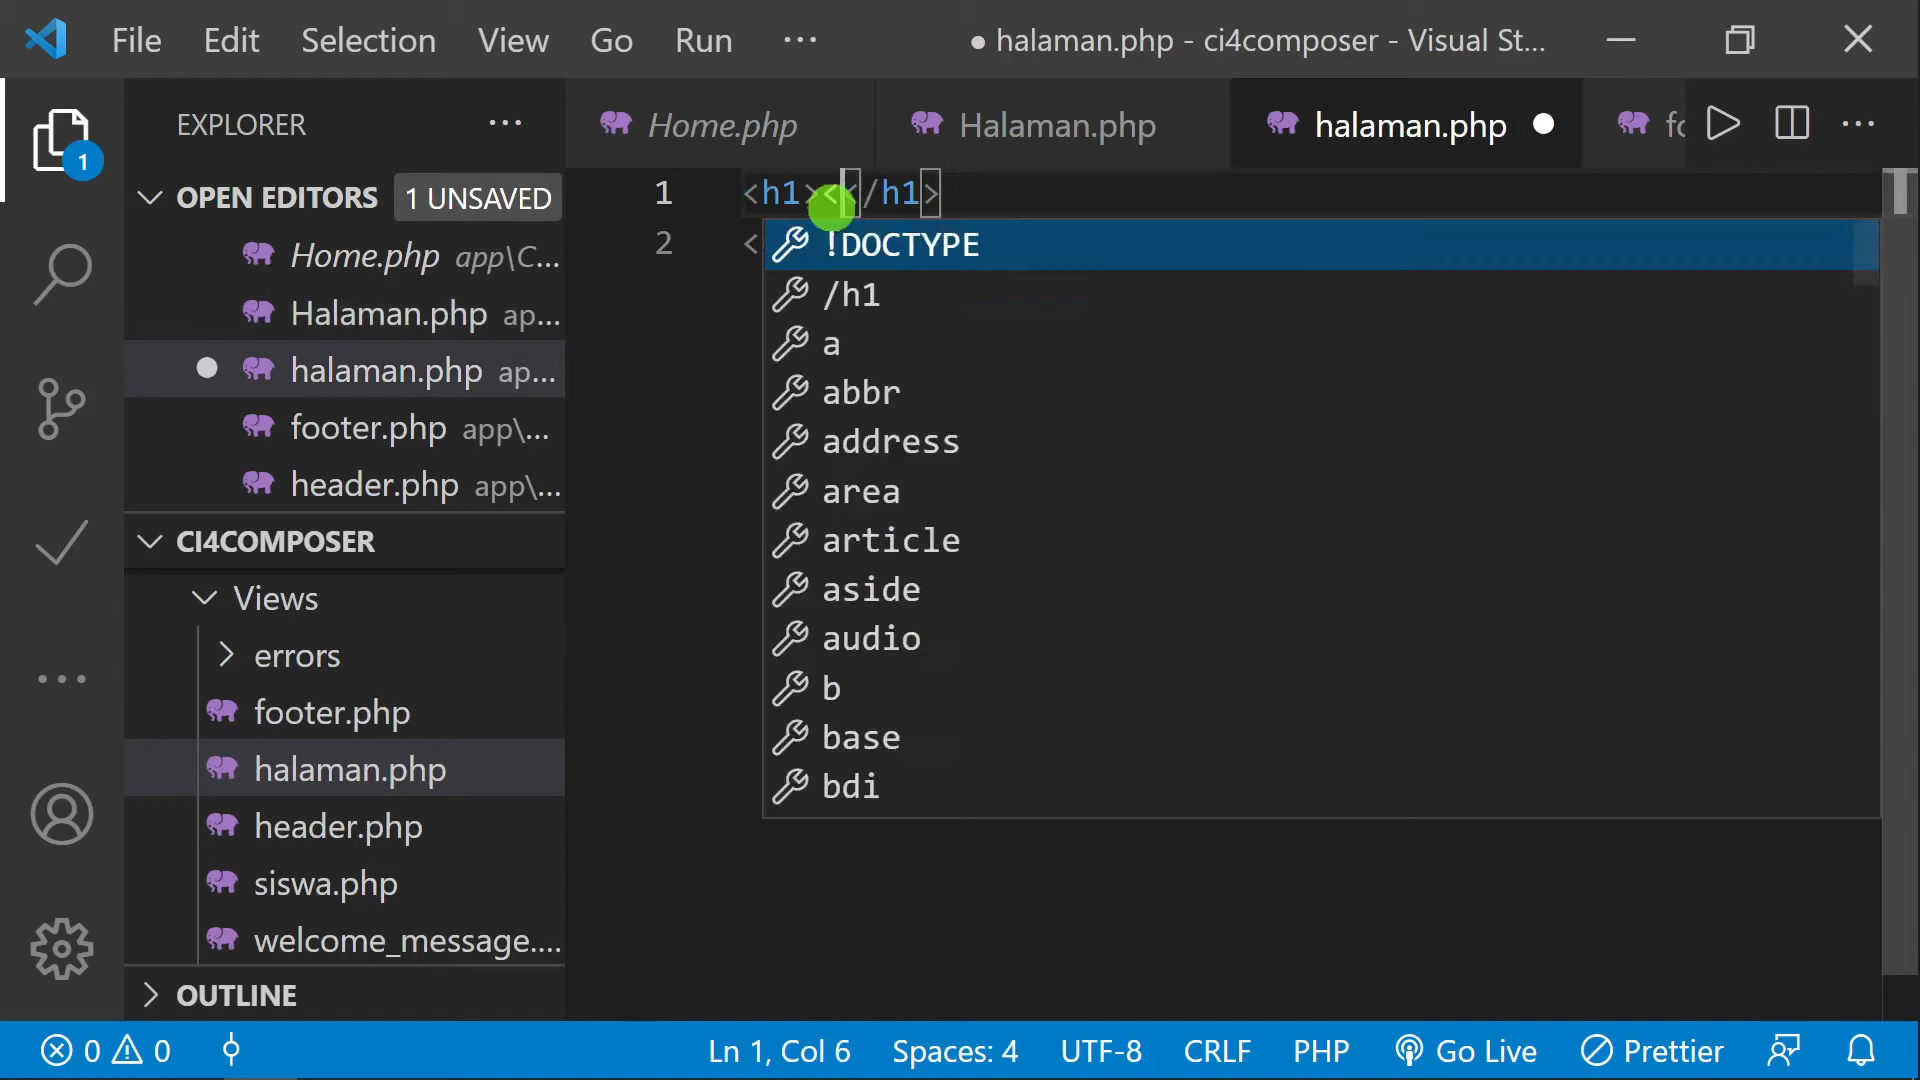 File Edit Selection View Go Run ··· ● halaman.php - ci4composer - Visual St...
EXPLORER ···
Home.php Halaman.php halaman.php ●
OPEN EDITORS 1 UNSAVED
Home.php app\C...
Halaman.php ap...
● halaman.php ap...
footer.php app\...
header.php app\...
CI4COMPOSER
Views
errors
footer.php
halaman.php
header.php
siswa.php
welcome_message....
OUTLINE
1
1 <h1><</h1>
2 <
!DOCTYPE
/h1
a
abbr
address
area
article
aside
audio
b
base
bdi
0 0 Ln 1, Col 6 Spaces: 4 UTF-8 CRLF PHP Go Live Prettier